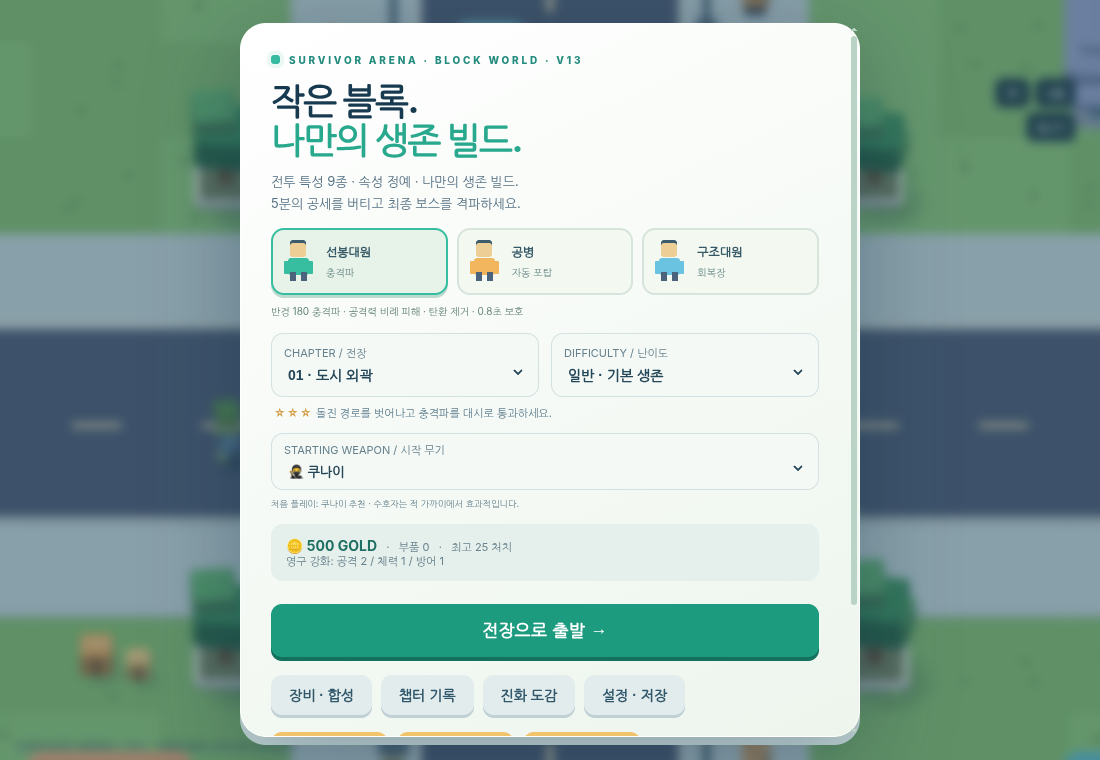 SURVIVOR ARENA · BLOCK WORLD · V13
작은 블록.
나만의 생존 빌드.
전투 특성 9종 · 속성 정예 · 나만의 생존 빌드.
5분의 공세를 버티고 최종 보스를 격파하세요.
선봉대원
충격파
공병
자동 포탑
구조대원
회복장
반경 180 충격파 · 공격력 비례 피해 · 탄환 제거 · 0.8초 보호
CHAPTER / 전장
01 · 도시 외곽
DIFFICULTY / 난이도
일반 · 기본 생존
☆☆☆ 돌진 경로를 벗어나고 충격파를 대시로 통과하세요.
STARTING WEAPON / 시작 무기
🥷 쿠나이
처음 플레이: 쿠나이 추천 · 수호자는 적 가까이에서 효과적입니다.
🪙 500 GOLD · 부품 0 · 최고 25 처치
영구 강화: 공격 2 / 체력 1 / 방어 1
전장으로 출발 →
장비 · 합성
챕터 기록
진화 도감
설정 · 저장